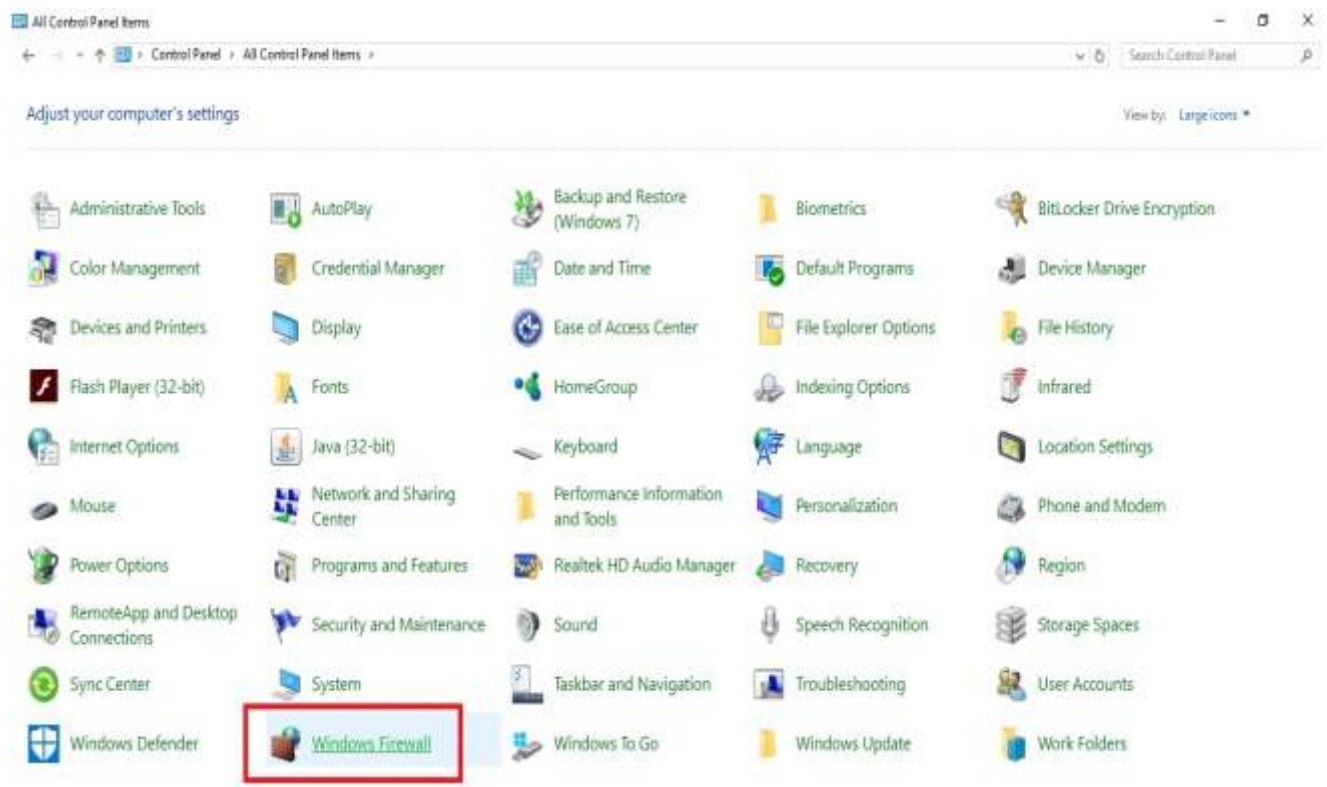 All Control Panel Items
Control Panel › All Control Panel Items ›
Search Control Panel
Adjust your computer's settings
View by: Large icons
Administrative Tools
AutoPlay
Backup and Restore
(Windows 7)
Biometrics
BitLocker Drive Encryption
Color Management
Credential Manager
Date and Time
Default Programs
Device Manager
Devices and Printers
Display
Ease of Access Center
File Explorer Options
File History
Flash Player (32-bit)
Fonts
HomeGroup
Indexing Options
Infrared
Internet Options
Java (32-bit)
Keyboard
Language
Location Settings
Mouse
Network and Sharing
Center
Performance Information
and Tools
Personalization
Phone and Modem
Power Options
Programs and Features
Realtek HD Audio Manager
Recovery
Region
RemoteApp and Desktop
Connections
Security and Maintenance
Sound
Speech Recognition
Storage Spaces
Sync Center
System
Taskbar and Navigation
Troubleshooting
User Accounts
Windows Defender
Windows Firewall
Windows To Go
Windows Update
Work Folders